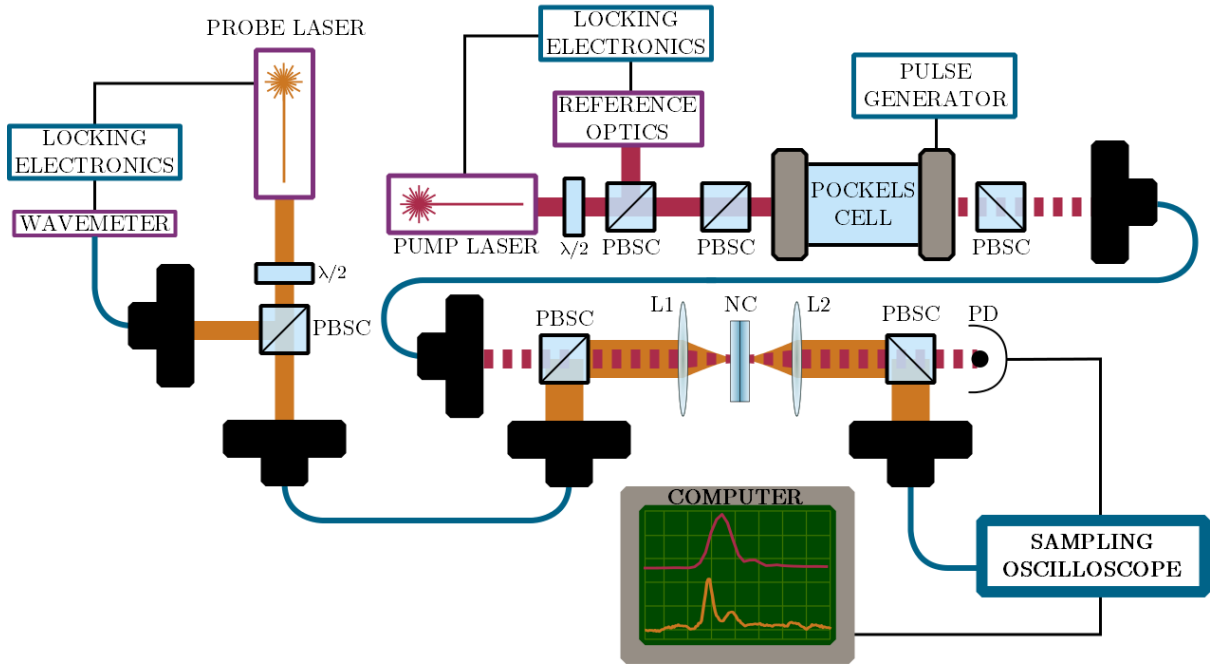 PROBE LASER
LOCKING
ELECTRONICS
WAVEMETER
λ/2
PBSC
LOCKING
ELECTRONICS
REFERENCE
OPTICS
PUMP LASER
λ/2
PBSC
PBSC
POCKELS
CELL
PULSE
GENERATOR
PBSC
PBSC
L1
NC
L2
PBSC
PD
COMPUTER
SAMPLING
OSCILLOSCOPE